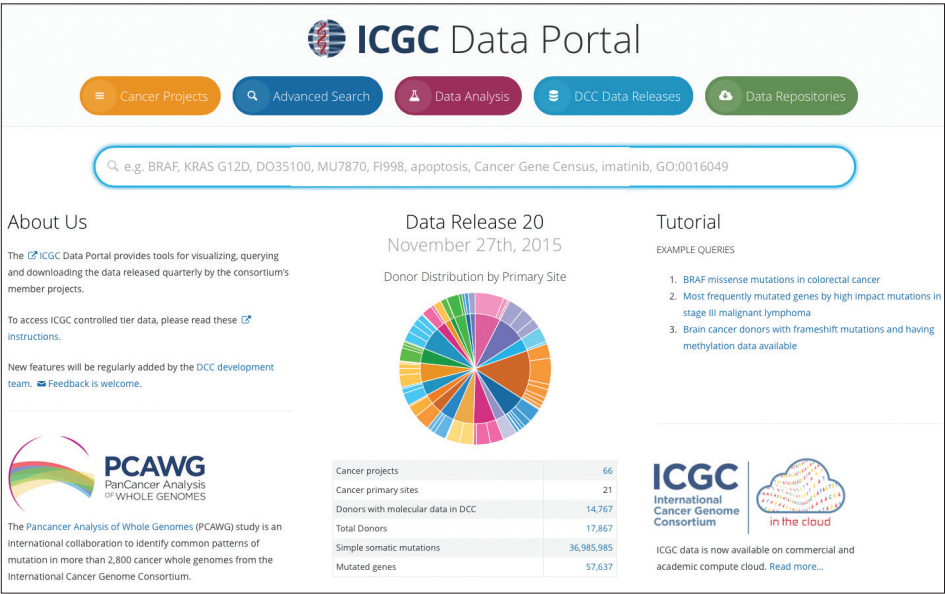 ICGC Data Portal
Cancer Projects
Advanced Search
Data Analysis
DCC Data Releases
Data Repositories
e.g. BRAF, KRAS G12D, DO35100, MU7870, FI998, apoptosis, Cancer Gene Census, imatinib, GO:0016049
About Us
The ICGC Data Portal provides tools for visualizing, querying
and downloading the data released quarterly by the consortium's
member projects.
To access ICGC controlled tier data, please read these
instructions.
New features will be regularly added by the DCC development
team. Feedback is welcome.
PCAWG
PanCancer Analysis
OF WHOLE GENOMES
The Pancancer Analysis of Whole Genomes (PCAWG) study is an
international collaboration to identify common patterns of
mutation in more than 2,800 cancer whole genomes from the
International Cancer Genome Consortium.
Data Release 20
November 27th, 2015
Donor Distribution by Primary Site
Cancer projects 66
Cancer primary sites 21
Donors with molecular data in DCC 14,767
Total Donors 17,867
Simple somatic mutations 36,985,985
Mutated genes 57,637
Tutorial
EXAMPLE QUERIES
1. BRAF missense mutations in colorectal cancer
2. Most frequently mutated genes by high impact mutations in
stage III malignant lymphoma
3. Brain cancer donors with frameshift mutations and having
methylation data available
ICGC
International
Cancer Genome
Consortium
in the cloud
ICGC data is now available on commercial and
academic compute cloud. Read more...